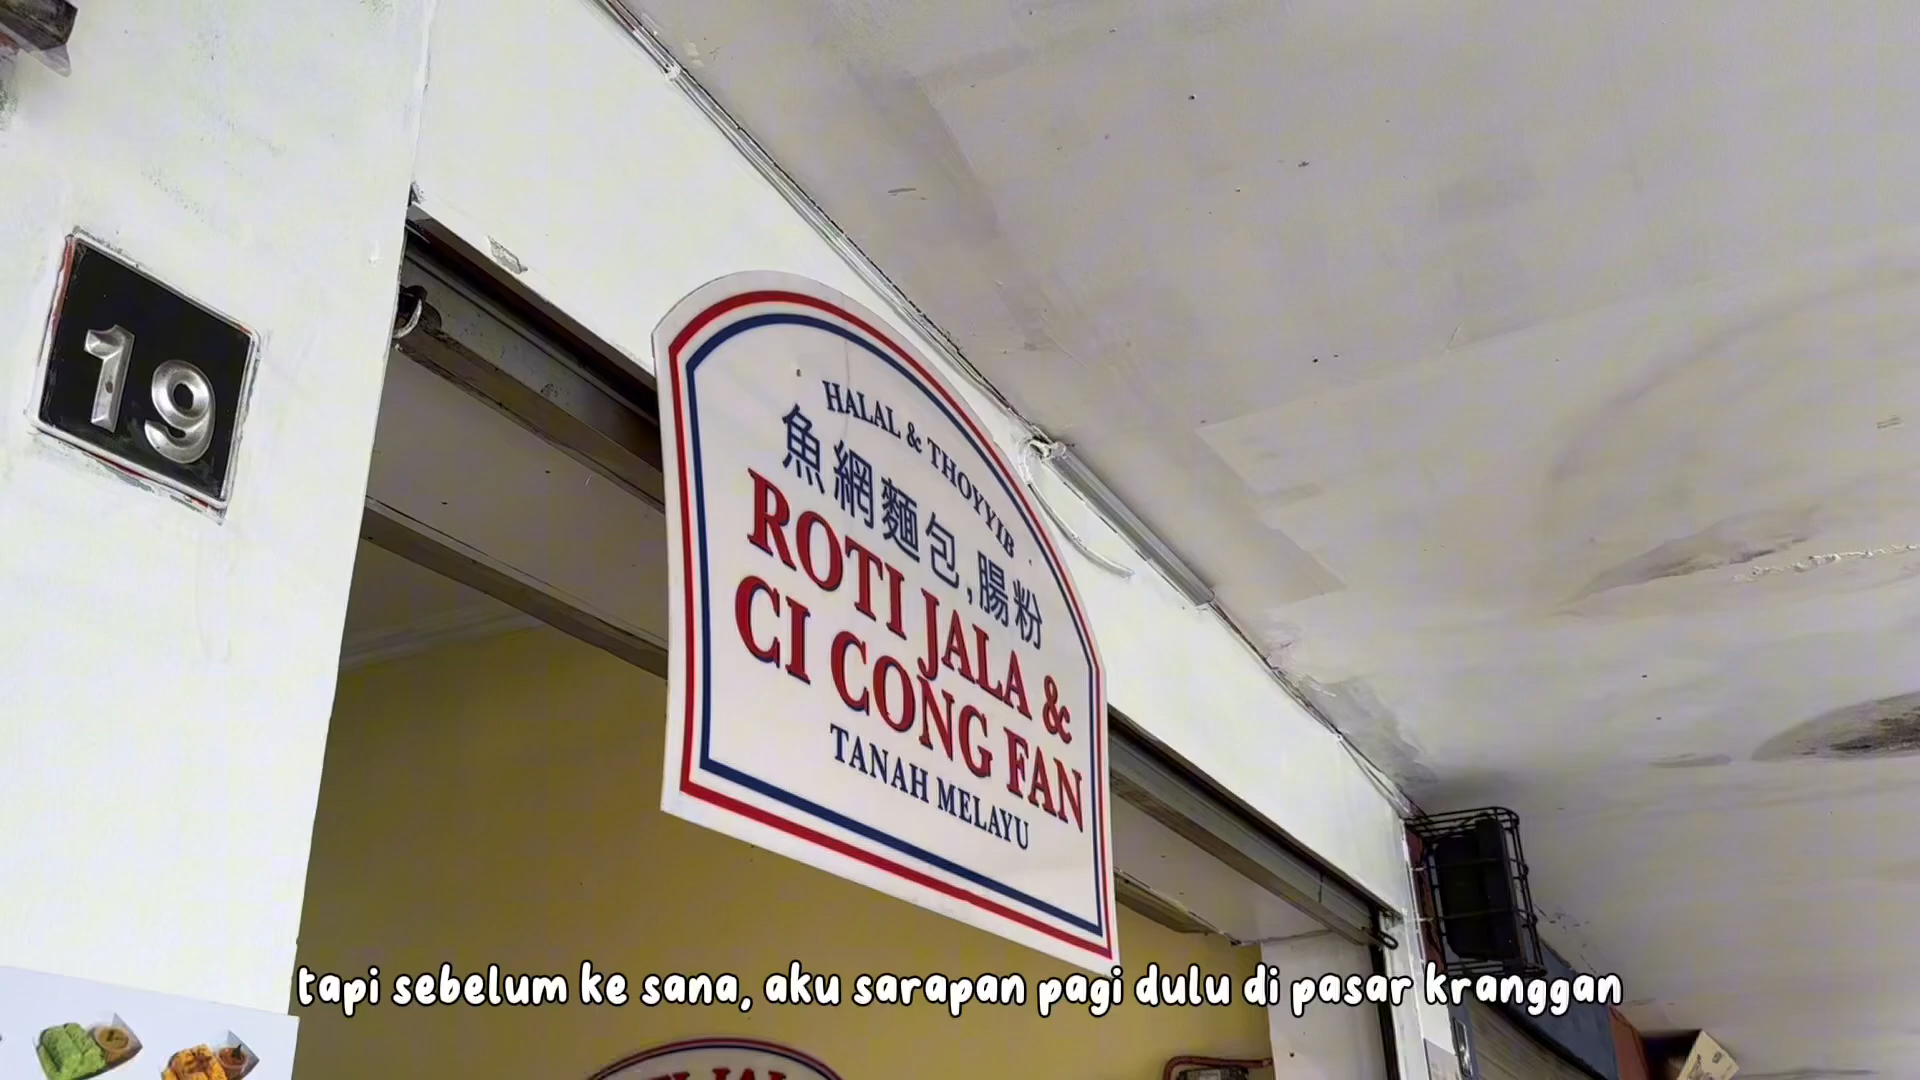 19
HALAL & THOYYIB
魚網麵包,腸粉
ROTI JALA &
CI CONG FAN
TANAH MELAYU
tapi sebelum ke sana, aku sarapan pagi dulu di pasar kranggan